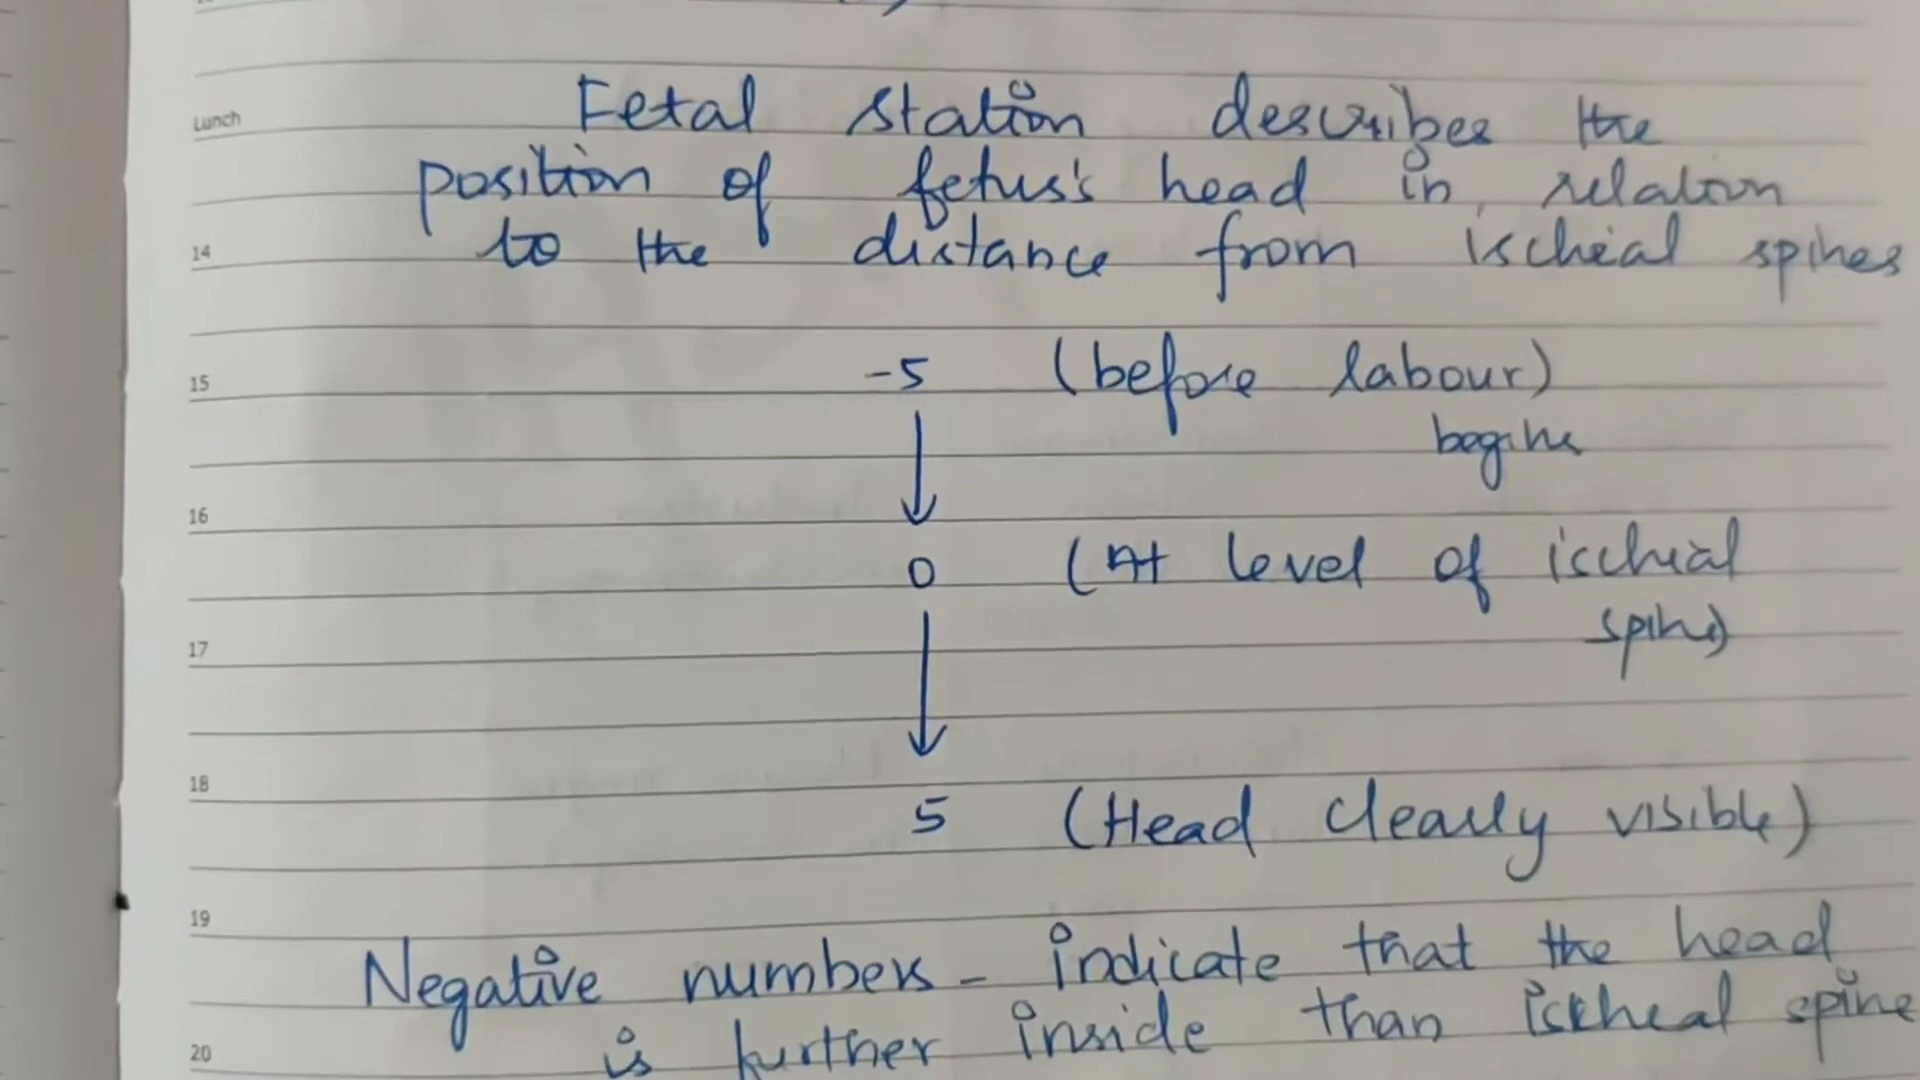 Lunch
Fetal station describes the
position of fetus's head in relation
14
to the distance from ischeal spines
15
-5 (before labour)
begins
16
0 (At level of ischial
spine)
17
18
5 (Head clearly visible)
19
Negative numbers - indicate that the head
20
is further inside than ischeal spine